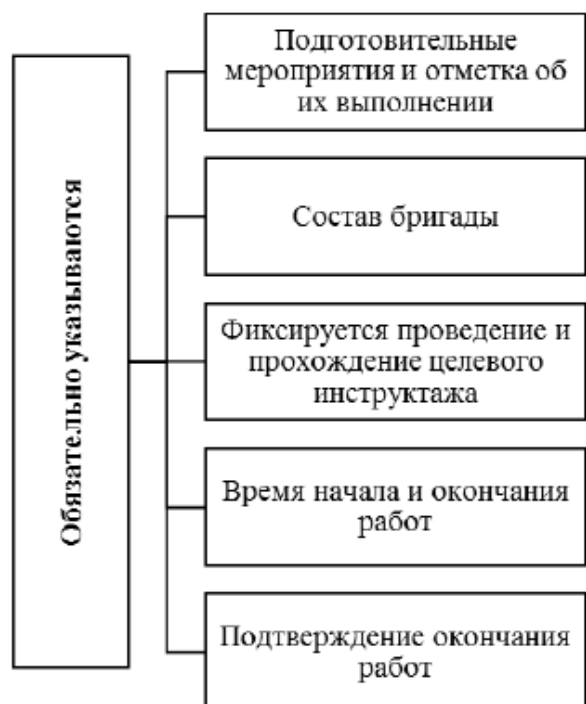 Обязательно указываются
Подготовительные
мероприятия и отметка об
их выполнении
Состав бригады
Фиксируется проведение и
прохождение целевого
инструктажа
Время начала и окончания
работ
Подтверждение окончания
работ